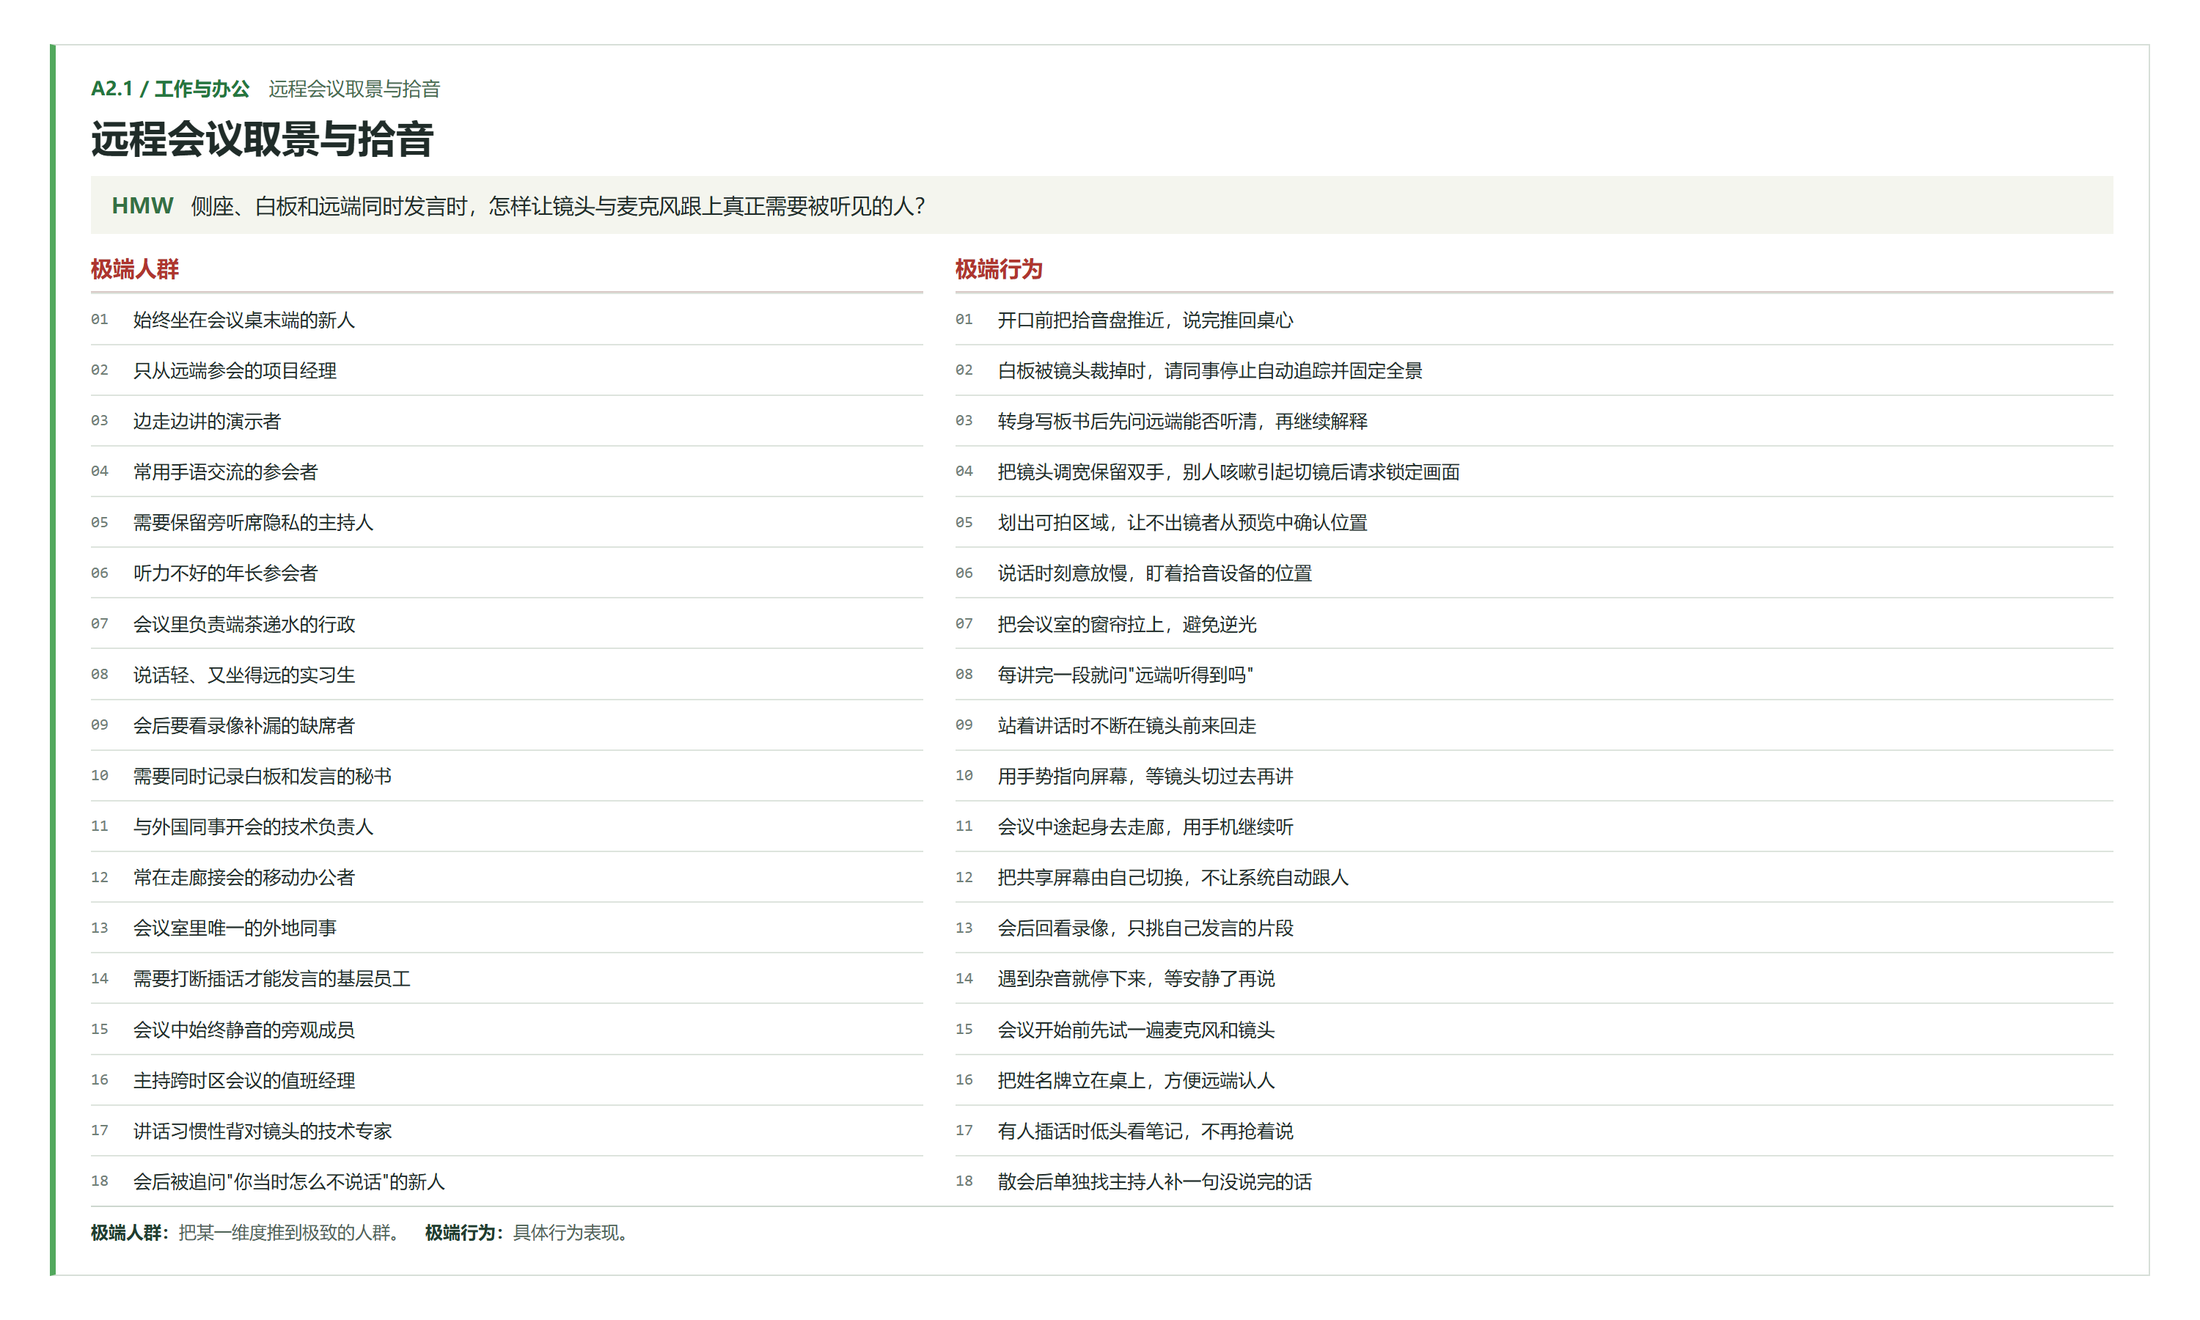 A2.1 / 工作与办公 远程会议取景与拾音
远程会议取景与拾音
HMW 侧座、白板和远端同时发言时，怎样让镜头与麦克风跟上真正需要被听见的人？
极端人群
01 始终坐在会议桌末端的新人
02 只从远端参会的项目经理
03 边走边讲的演示者
04 常用手语交流的参会者
05 需要保留旁听席隐私的主持人
06 听力不好的年长参会者
07 会议里负责端茶递水的行政
08 说话轻、又坐得远的实习生
09 会后要看录像补漏的缺席者
10 需要同时记录白板和发言的秘书
11 与外国同事开会的技术负责人
12 常在走廊接会的移动办公者
13 会议室里唯一的外地同事
14 需要打断插话才能发言的基层员工
15 会议中始终静音的旁观成员
16 主持跨时区会议的值班经理
17 讲话习惯性背对镜头的技术专家
18 会后被追问"你当时怎么不说话"的新人
极端行为
01 开口前把拾音盘推近，说完推回桌心
02 白板被镜头裁掉时，请同事停止自动追踪并固定全景
03 转身写板书后先问远端能否听清，再继续解释
04 把镜头调宽保留双手，别人咳嗽引起切镜后请求锁定画面
05 划出可拍区域，让不出镜者从预览中确认位置
06 说话时刻意放慢，盯着拾音设备的位置
07 把会议室的窗帘拉上，避免逆光
08 每讲完一段就问"远端听得到吗"
09 站着讲话时不断在镜头前来回走
10 用手势指向屏幕，等镜头切过去再讲
11 会议中途起身去走廊，用手机继续听
12 把共享屏幕由自己切换，不让系统自动跟人
13 会后回看录像，只挑自己发言的片段
14 遇到杂音就停下来，等安静了再说
15 会议开始前先试一遍麦克风和镜头
16 把姓名牌立在桌上，方便远端认人
17 有人插话时低头看笔记，不再抢着说
18 散会后单独找主持人补一句没说完的话
极端人群：把某一维度推到极致的人群。 极端行为：具体行为表现。